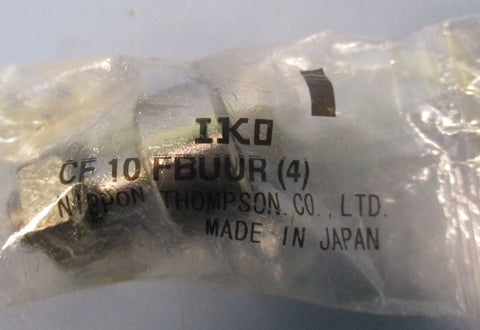 IKO
CF 10 FBUUR (4)
NIPPON THOMPSON. CO., LTD.
MADE IN JAPAN